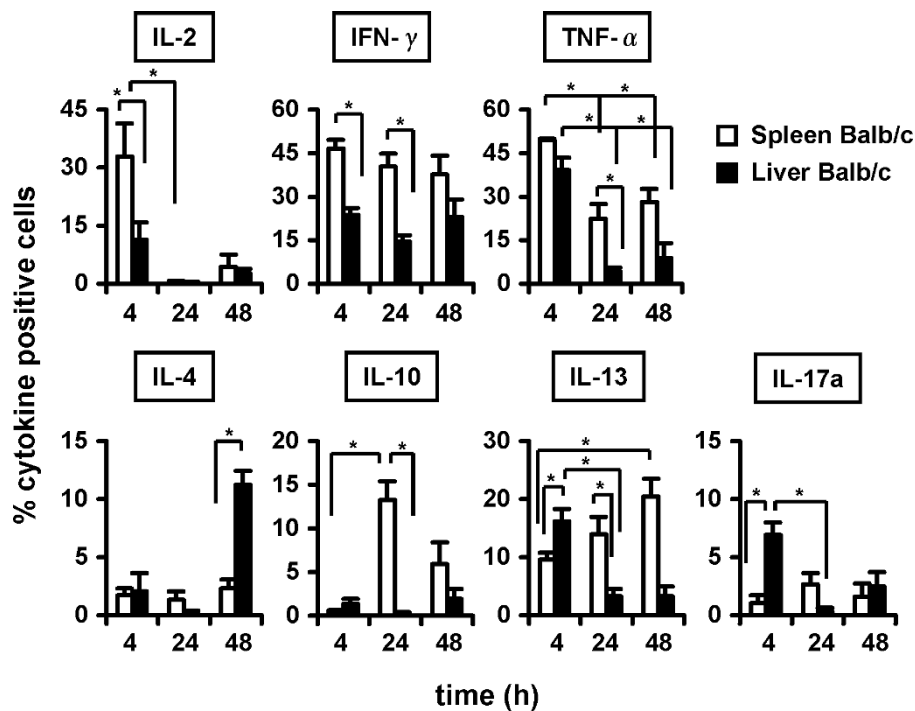 IL-2
IFN- γ
TNF- α
* * * * * * * *
45
30
15
0
60
45
30
15
0
60
45
30
15
0
4 24 48
4 24 48
4 24 48
Spleen Balb/c
Liver Balb/c
% cytokine positive cells
IL-4
IL-10
IL-13
IL-17a
* * * * * * * * *
15
10
5
0
20
15
10
5
0
30
20
10
0
15
10
5
0
4 24 48
4 24 48
4 24 48
4 24 48
time (h)